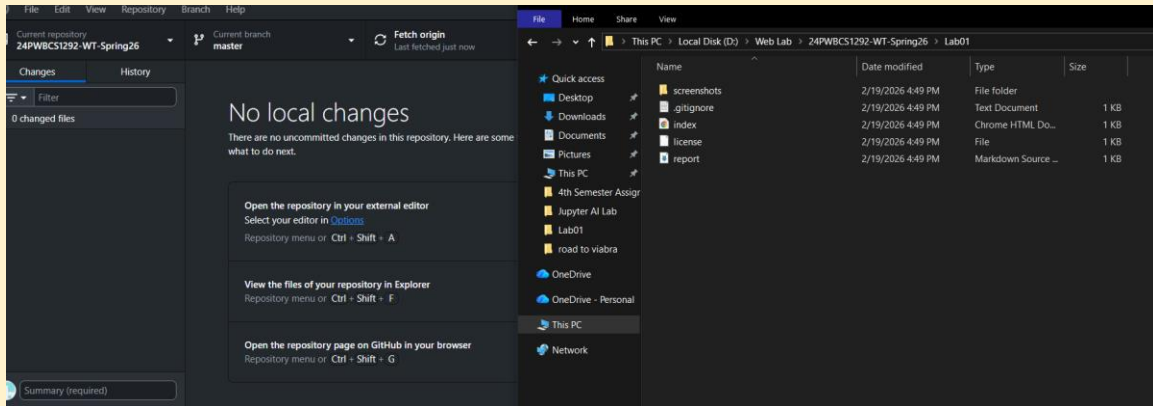 File Edit View Repository Branch Help
Current repository
24PWBCS1292-WT-Spring26
Current branch
master
Fetch origin
Last fetched just now
Changes History
Filter
0 changed files
No local changes
There are no uncommitted changes in this repository. Here are some
what to do next.
Open the repository in your external editor
Select your editor in Options
Repository menu or Ctrl + Shift + A
View the files of your repository in Explorer
Repository menu or Ctrl + Shift + F
Open the repository page on GitHub in your browser
Repository menu or Ctrl + Shift + G
Summary (required)
File Home Share View
This PC > Local Disk (D:) > Web Lab > 24PWBCS1292-WT-Spring26 > Lab01
Quick access
Desktop
Downloads
Documents
Pictures
This PC
4th Semester Assigr
Jupyter AI Lab
Lab01
road to viabra
OneDrive
OneDrive - Personal
This PC
Network
Name Date modified Type Size
screenshots 2/19/2026 4:49 PM File folder
.gitignore 2/19/2026 4:49 PM Text Document 1 KB
index 2/19/2026 4:49 PM Chrome HTML Do... 1 KB
license 2/19/2026 4:49 PM File 1 KB
report 2/19/2026 4:49 PM Markdown Source ... 1 KB